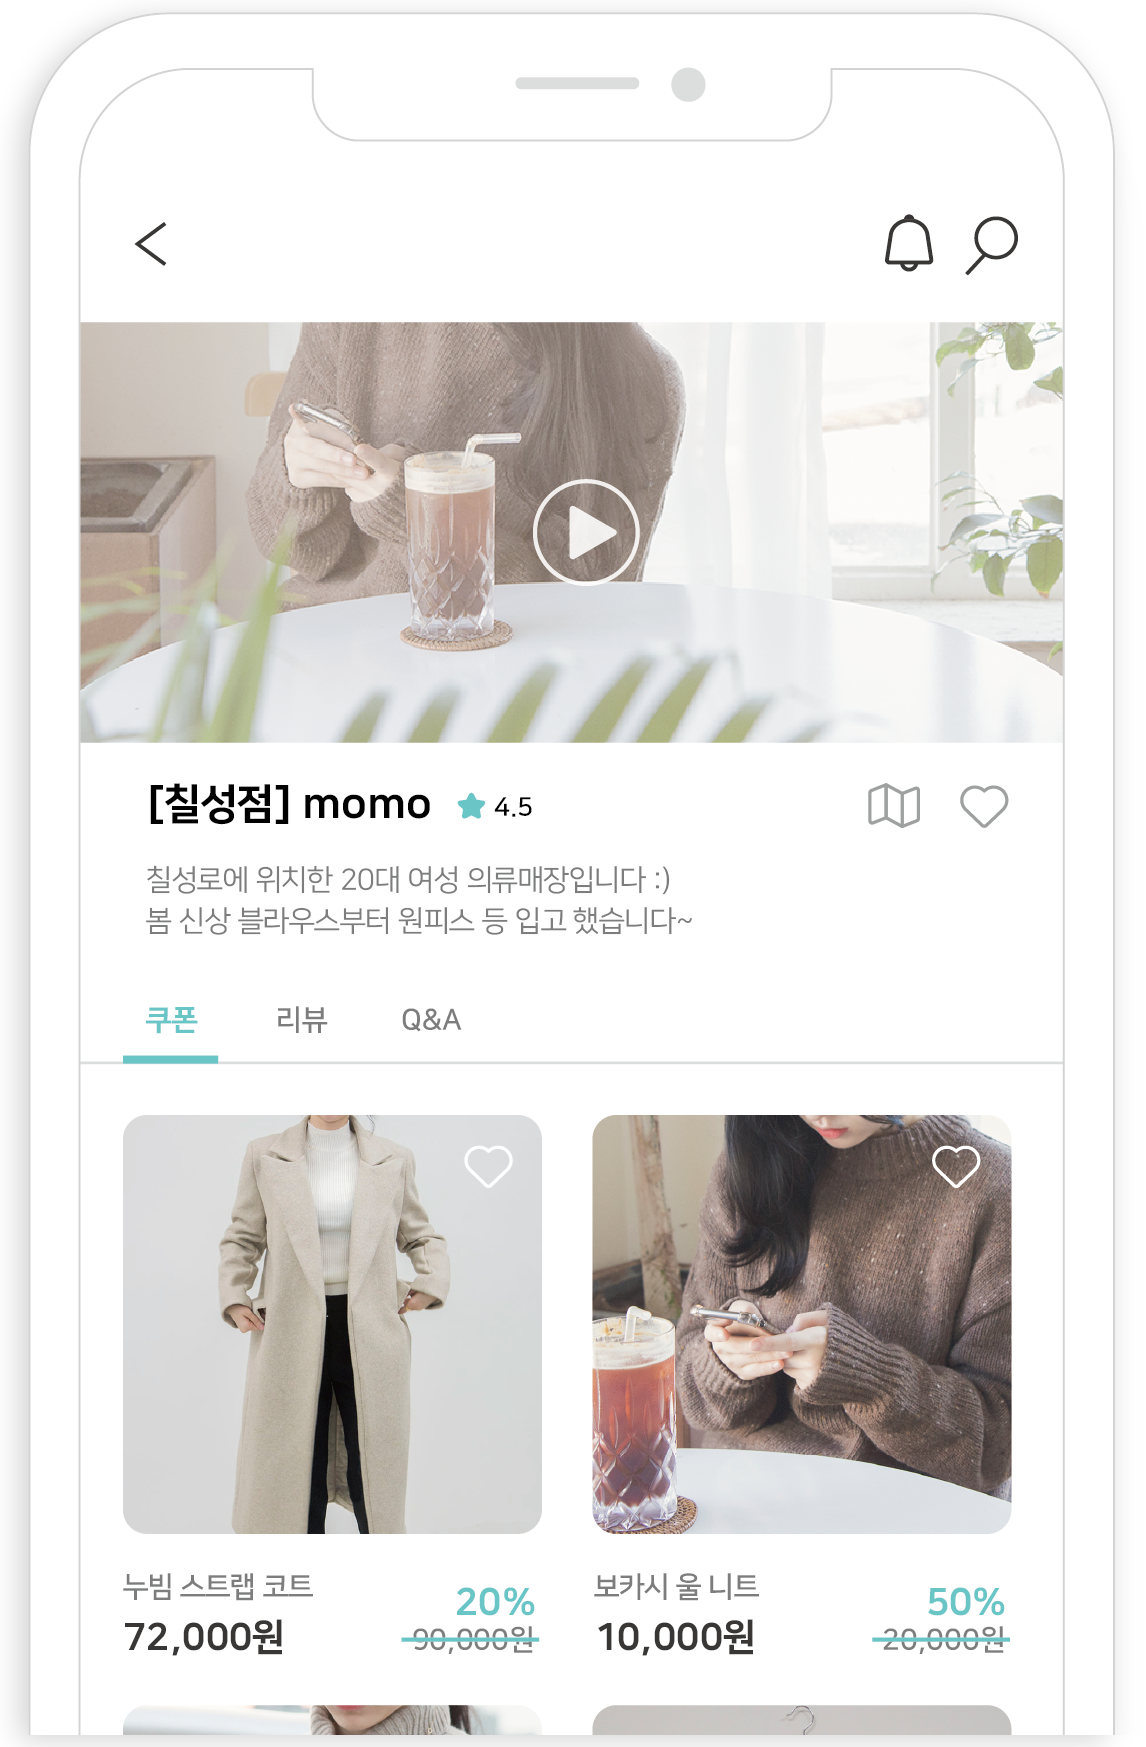 [칠성점] momo 4.5
칠성로에 위치한 20대 여성 의류매장입니다 :)
봄 신상 블라우스부터 원피스 등 입고 했습니다~
쿠폰 리뷰 Q&A
누빔 스트랩 코트
20%
72,000원
90,000원
보카시 울 니트
50%
10,000원
20,000원